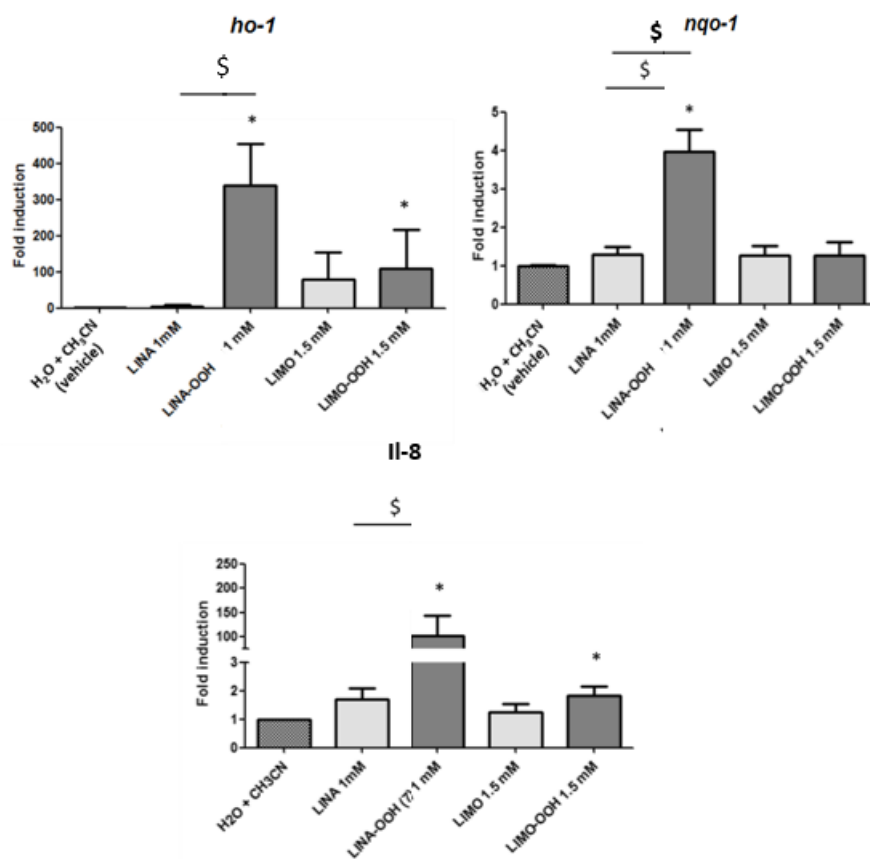 ho-1
$
*
*
500
400
300
200
100
0
Fold induction
H₂O + CH₃CN
(vehicle)
LINA 1mM
LINA-OOH 1 mM
LIMO 1.5 mM
LIMO-OOH 1.5 mM
nqo-1
$
$
*
5
4
3
2
1
0
Fold induction
H₂O + CH₃CN
(vehicle)
LINA 1mM
LINA-OOH 1 mM
LIMO 1.5 mM
LIMO-OOH 1.5 mM
Il-8
$
*
*
250
200
150
100
3
2
1
0
Fold induction
H2O + CH3CN
LINA 1mM
LINA-OOH 1 mM
LIMO 1.5 mM
LIMO-OOH 1.5 mM